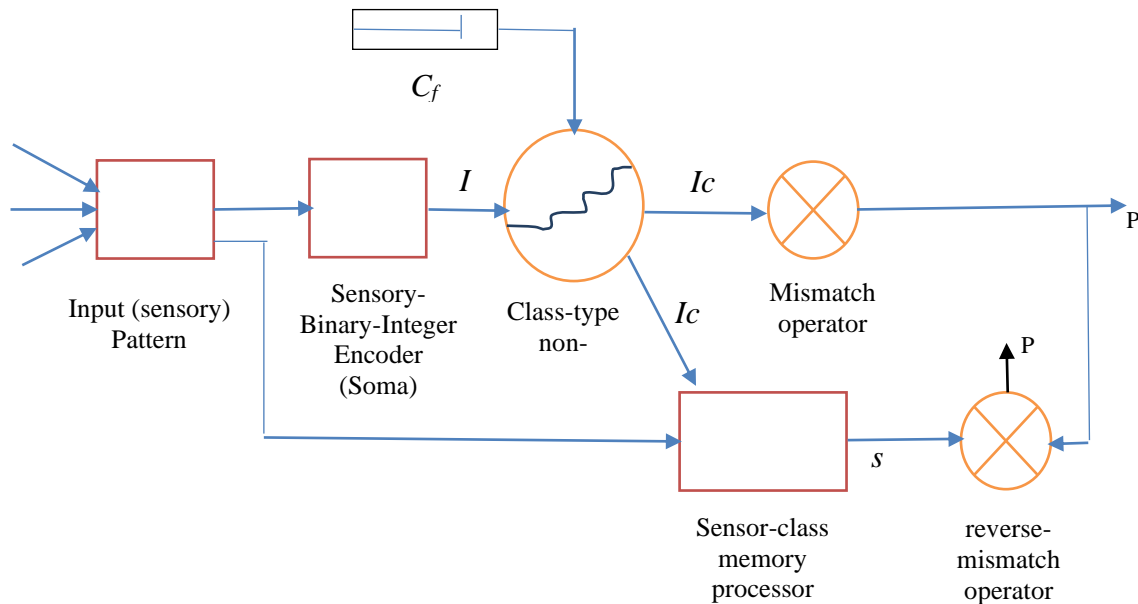 C_f
I
Ic
P
Input (sensory)
Pattern
Sensory-
Binary-Integer
Encoder
(Soma)
Class-type
non-
Ic
Mismatch
operator
P
s
Sensor-class
memory
processor
reverse-
mismatch
operator